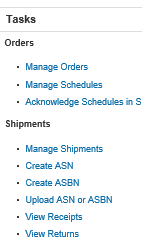 Tasks
Orders
Manage Orders
Manage Schedules
Acknowledge Schedules in S
Shipments
Manage Shipments
Create ASN
Create ASBN
Upload ASN or ASBN
View Receipts
View Returns